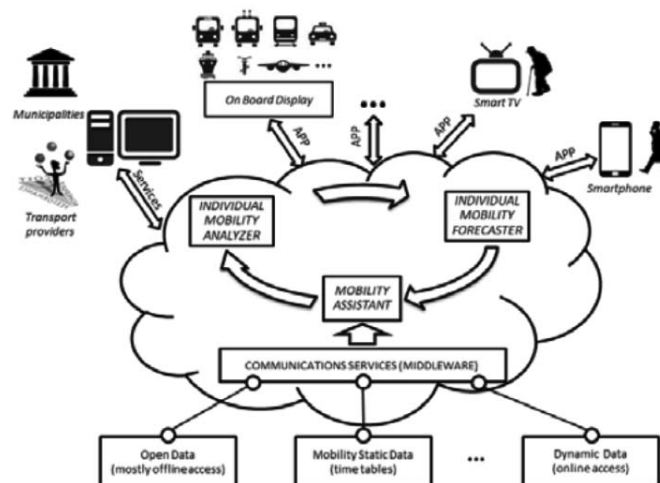 On Board Display
Municipalities
Smart TV
Transport
providers
Smartphone
Services
APP
APP
APP
APP
INDIVIDUAL
MOBILITY
ANALYZER
INDIVIDUAL
MOBILITY
FORECASTER
MOBILITY
ASSISTANT
COMMUNICATIONS SERVICES (MIDDLEWARE)
Open Data
(mostly offline access)
Mobility Static Data
(time tables)
...
Dynamic Data
(online access)